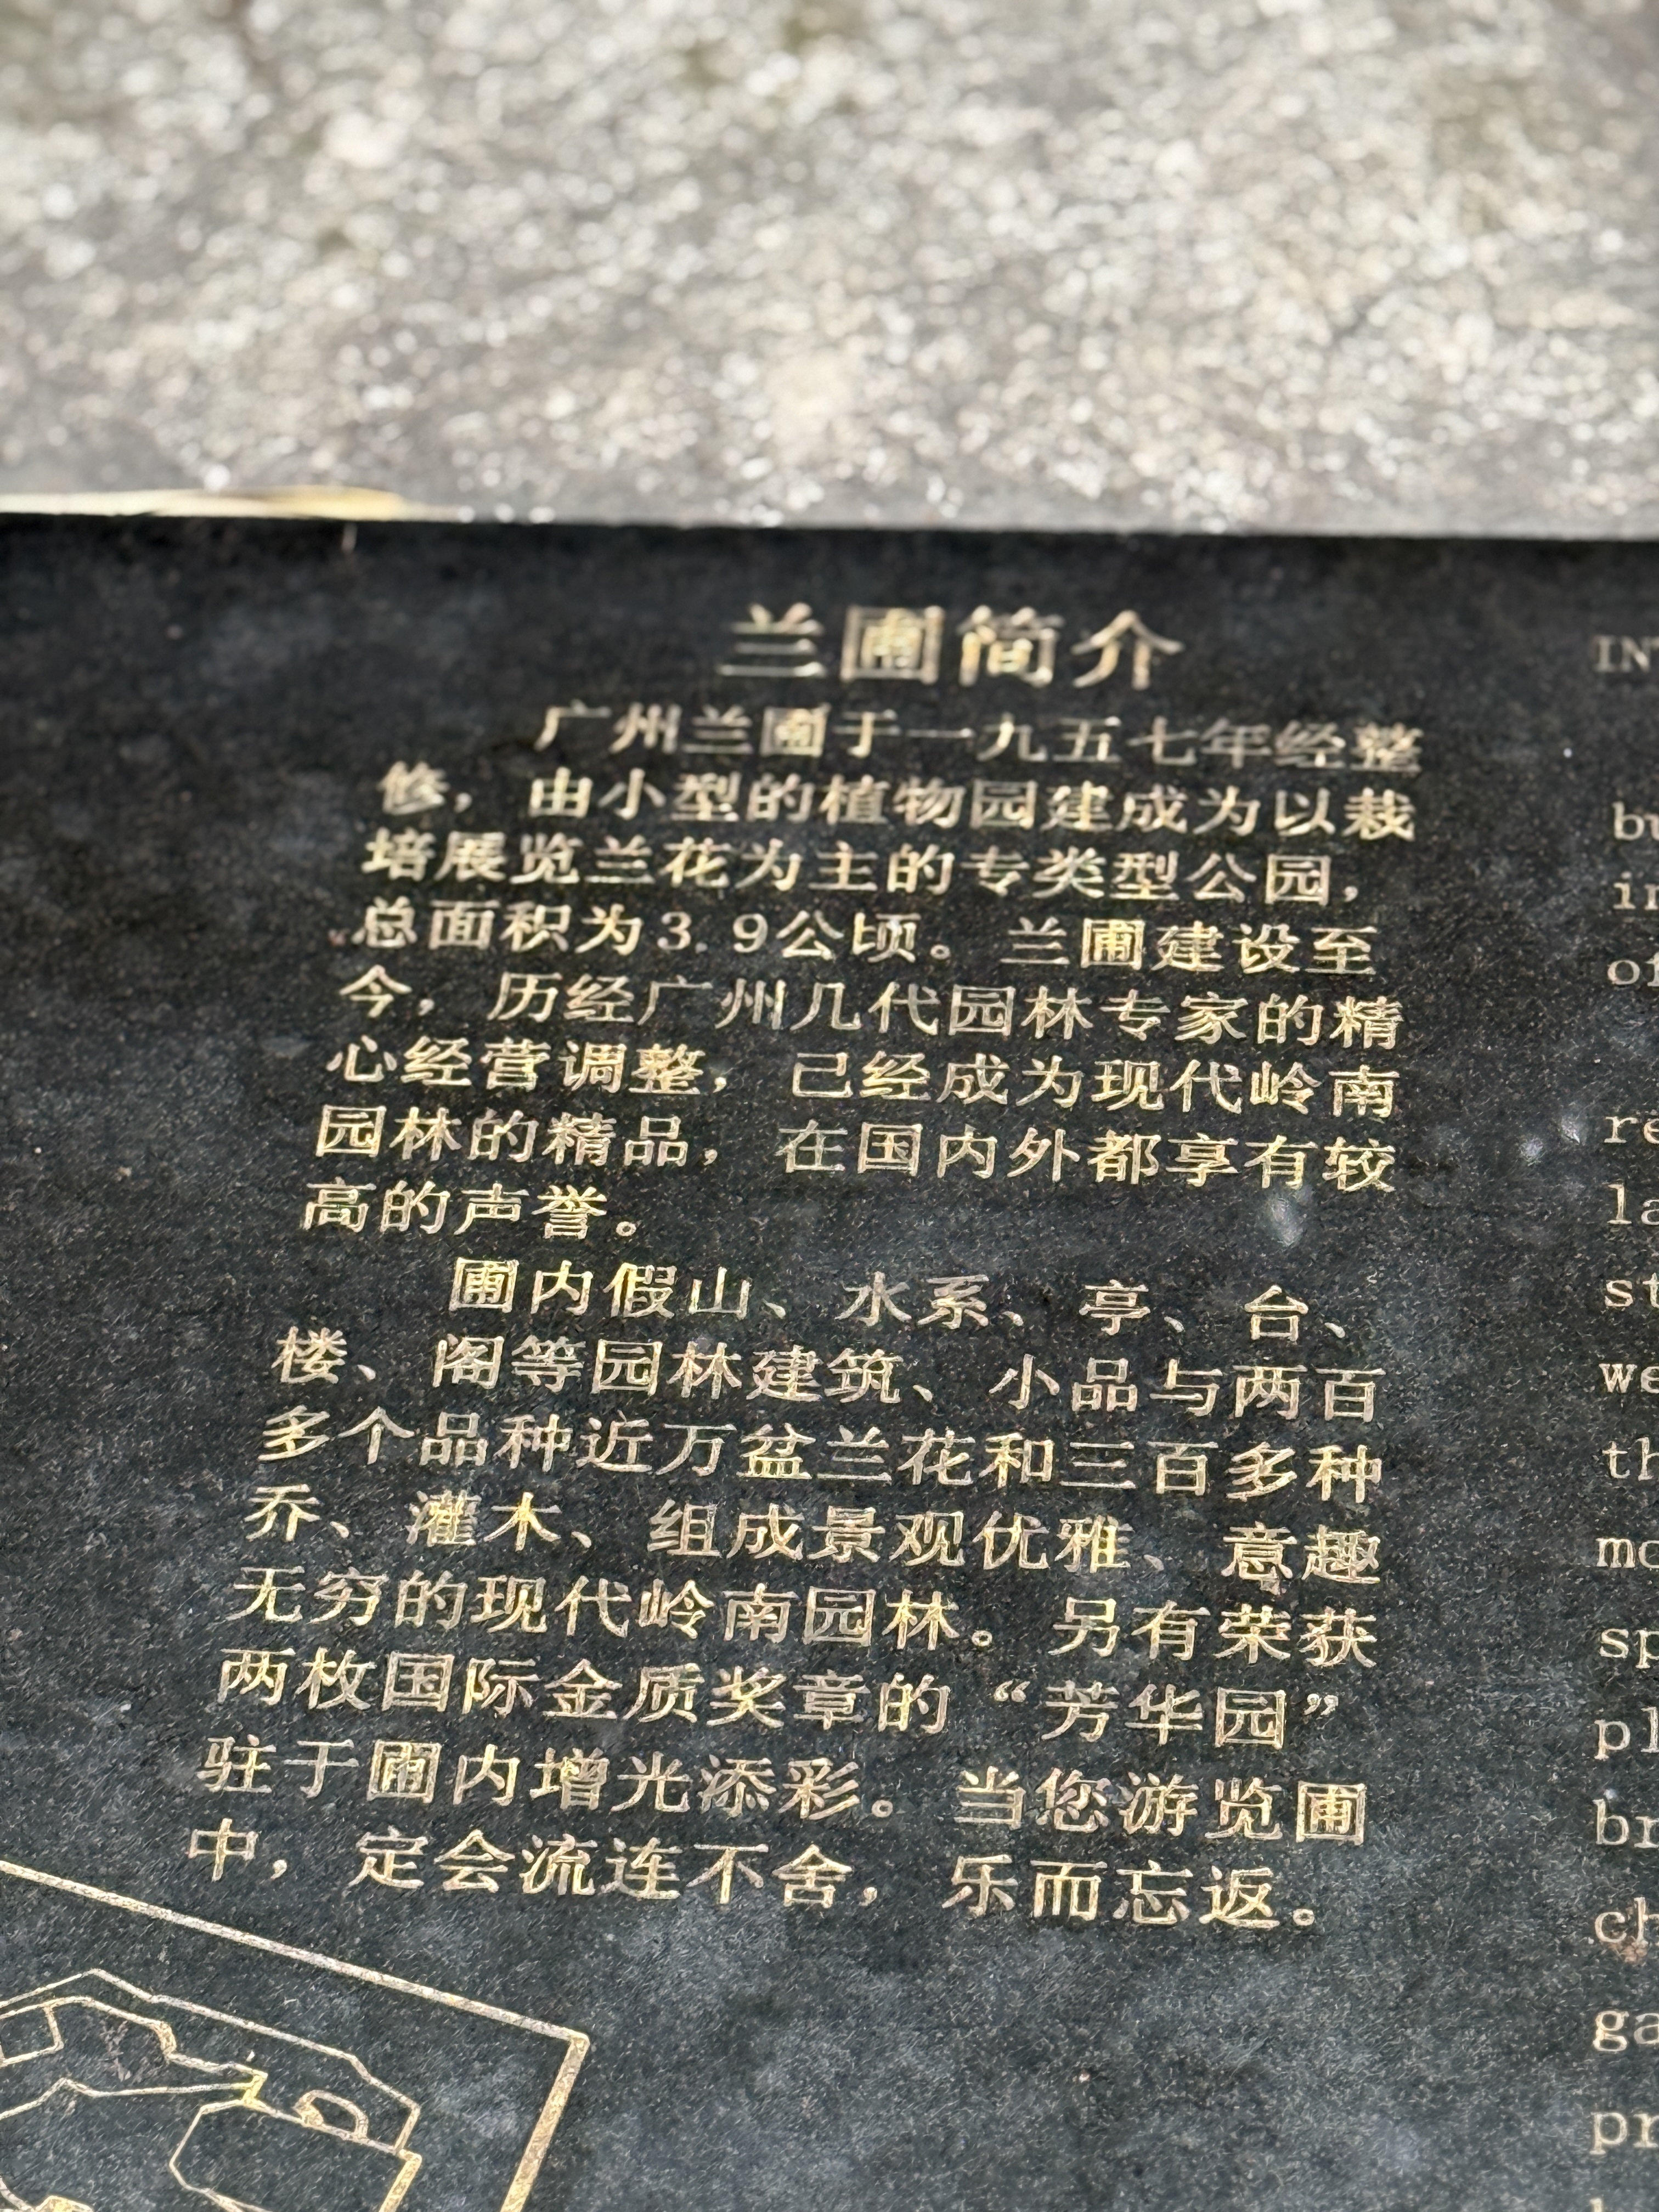 兰圃简介
广州兰圃于一九五七年经整
修，由小型的植物园建成为以栽
培展览兰花为主的专类型公园，
总面积为3.9公顷。兰圃建设至
今，历经广州几代园林专家的精
心经营调整，已经成为现代岭南
园林的精品，在国内外都享有较
高的声誉。
圃内假山、水系、亭、台、
楼、阁等园林建筑、小品与两百
多个品种近万盆兰花和三百多种
乔、灌木、组成景观优雅、意趣
无穷的现代岭南园林。另有荣获
两枚国际金质奖章的“芳华园”
驻于圃内增光添彩。当您游览圃
中，定会流连不舍，乐而忘返。